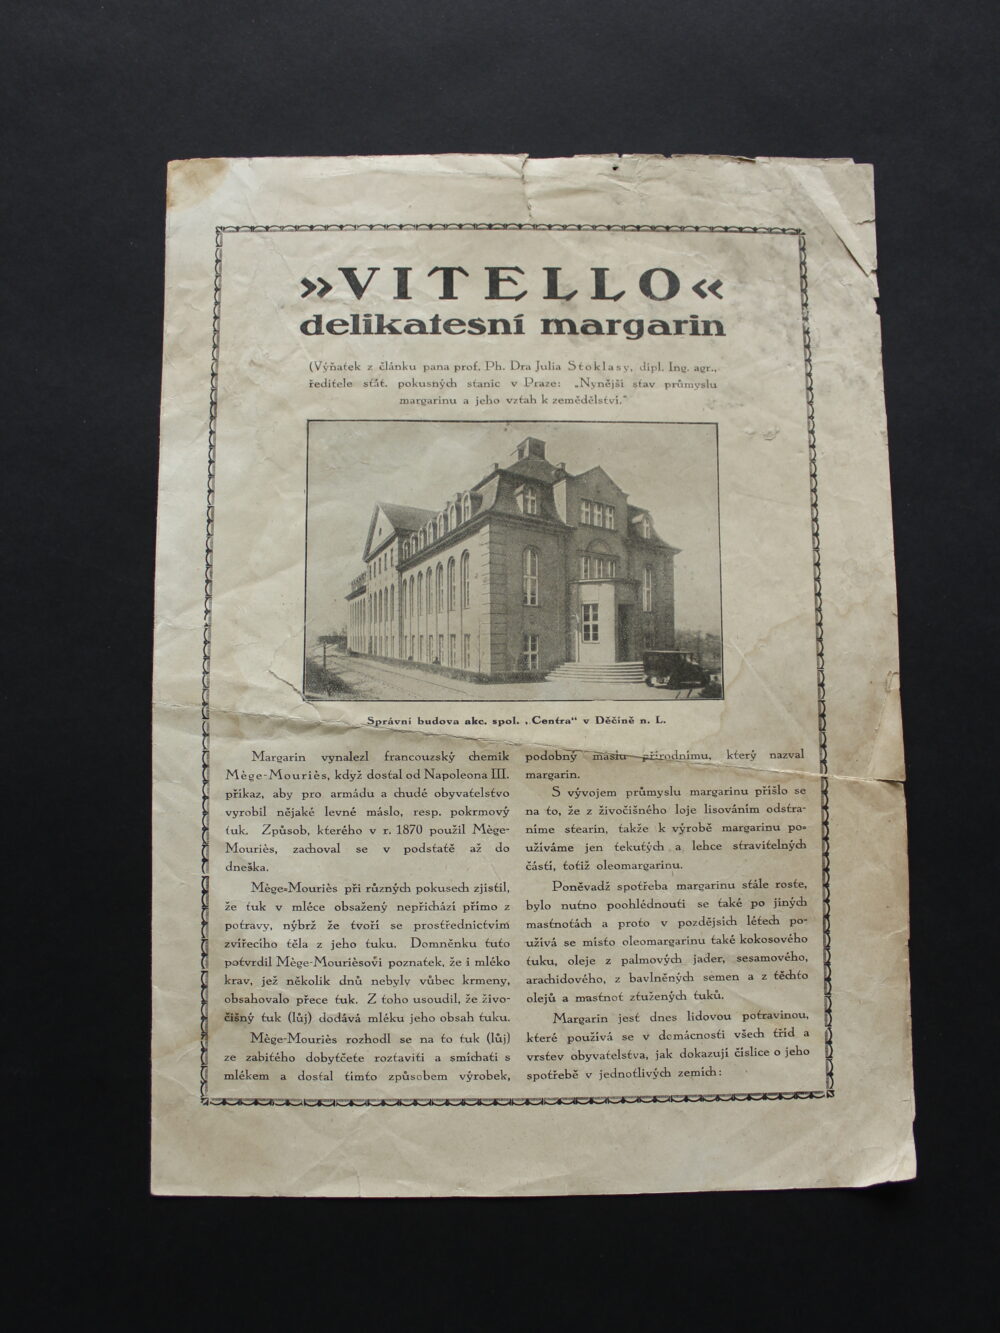 »VITELLO«
delikatesní margarin
(Výňatek z článku pana prof. Ph. Dra Julia Stoklasy, dipl. Ing. agr.,
ředitele stát. pokusných stanic v Praze: „Nynější stav průmyslu
margarinu a jeho vztah k zemědělství."
Správní budova akc. spol. „Centra" v Děčíně n. L.
Margarin vynalezl francouzský chemik
Mège-Mouriès, když dostal od Napoleona III.
příkaz, aby pro armádu a chudé obyvatelstvo
vyrobil nějaké levné máslo, resp. pokrmový
tuk. Způsob, kterého v r. 1870 použil Mège-
Mouriès, zachoval se v podstatě až do
dneška.
Mège-Mouriès při různých pokusech zjistil,
že tuk v mléce obsažený nepřichází přímo z
potravy, nýbrž že tvoří se prostřednictvím
zvířecího těla z jeho tuku. Domněnku tuto
potvrdil Mège-Mourièsovi poznatek, že i mléko
krav, jež několik dnů nebyly vůbec krmeny,
obsahovalo přece tuk. Z toho usoudil, že živo-
čišný tuk (lůj) dodává mléku jeho obsah tuku.
Mège-Mouriès rozhodl se na to tuk (lůj)
ze zabitého dobytčete roztaviti a smíchati s
mlékem a dostal tímto způsobem výrobek,
podobný máslu přírodnímu, který nazval
margarin.
S vývojem průmyslu margarinu přišlo se
na to, že z živočišného loje lisováním odstra-
níme stearin, takže k výrobě margarinu po-
užíváme jen tekutých a lehce stravitelných
částí, totiž oleomargarinu.
Poněvadž spotřeba margarinu stále roste,
bylo nutno poohlédnouti se také po jiných
mastnotách a proto v pozdějších létech po-
užívá se místo oleomargarinu také kokosového
tuku, oleje z palmových jader, sesamového,
arachidového, z bavlněných semen a z těchto
olejů a mastnot ztužených tuků.
Margarin jest dnes lidovou potravinou,
které používá se v domácnosti všech tříd a
vrstev obyvatelstva, jak dokazují číslice o jeho
spotřebě v jednotlivých zemích: